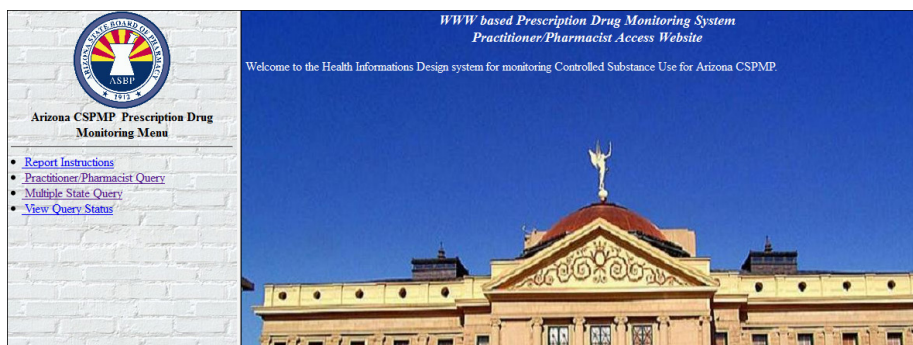 ARIZONA STATE BOARD OF PHARMACY
ASBP
1912
Arizona CSPMP Prescription Drug
Monitoring Menu
Report Instructions
Practitioner/Pharmacist Query
Multiple State Query
View Query Status
WWW based Prescription Drug Monitoring System
Practitioner/Pharmacist Access Website
Welcome to the Health Informations Design system for monitoring Controlled Substance Use for Arizona CSPMP.